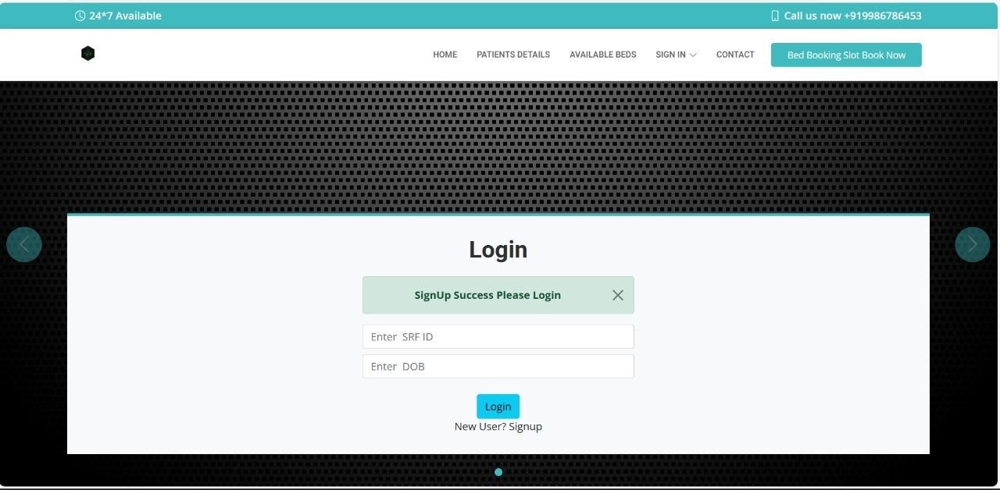 24*7 Available
Call us now +919986786453
HOME PATIENTS DETAILS AVAILABLE BEDS SIGN IN CONTACT Bed Booking Slot Book Now
Login
SignUp Success Please Login
Enter SRF ID
Enter DOB
Login
New User? Signup